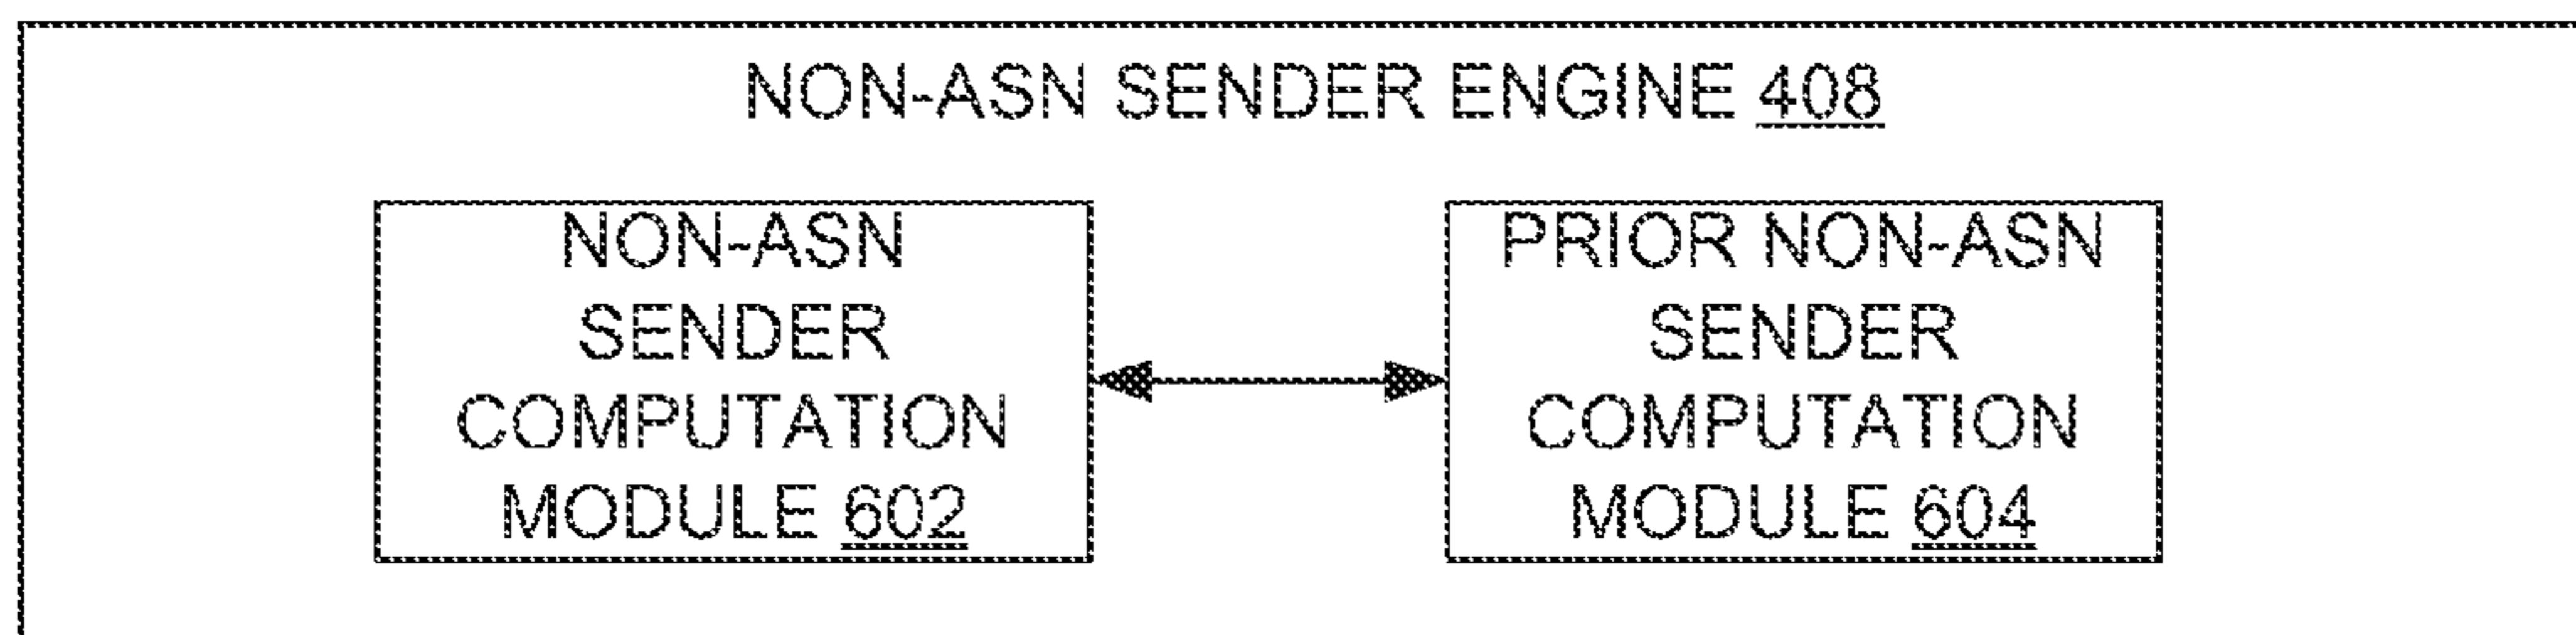 NON-ASN SENDER ENGINE 408
NON-ASN
SENDER
COMPUTATION
MODULE 602
PRIOR NON-ASN
SENDER
COMPUTATION
MODULE 604